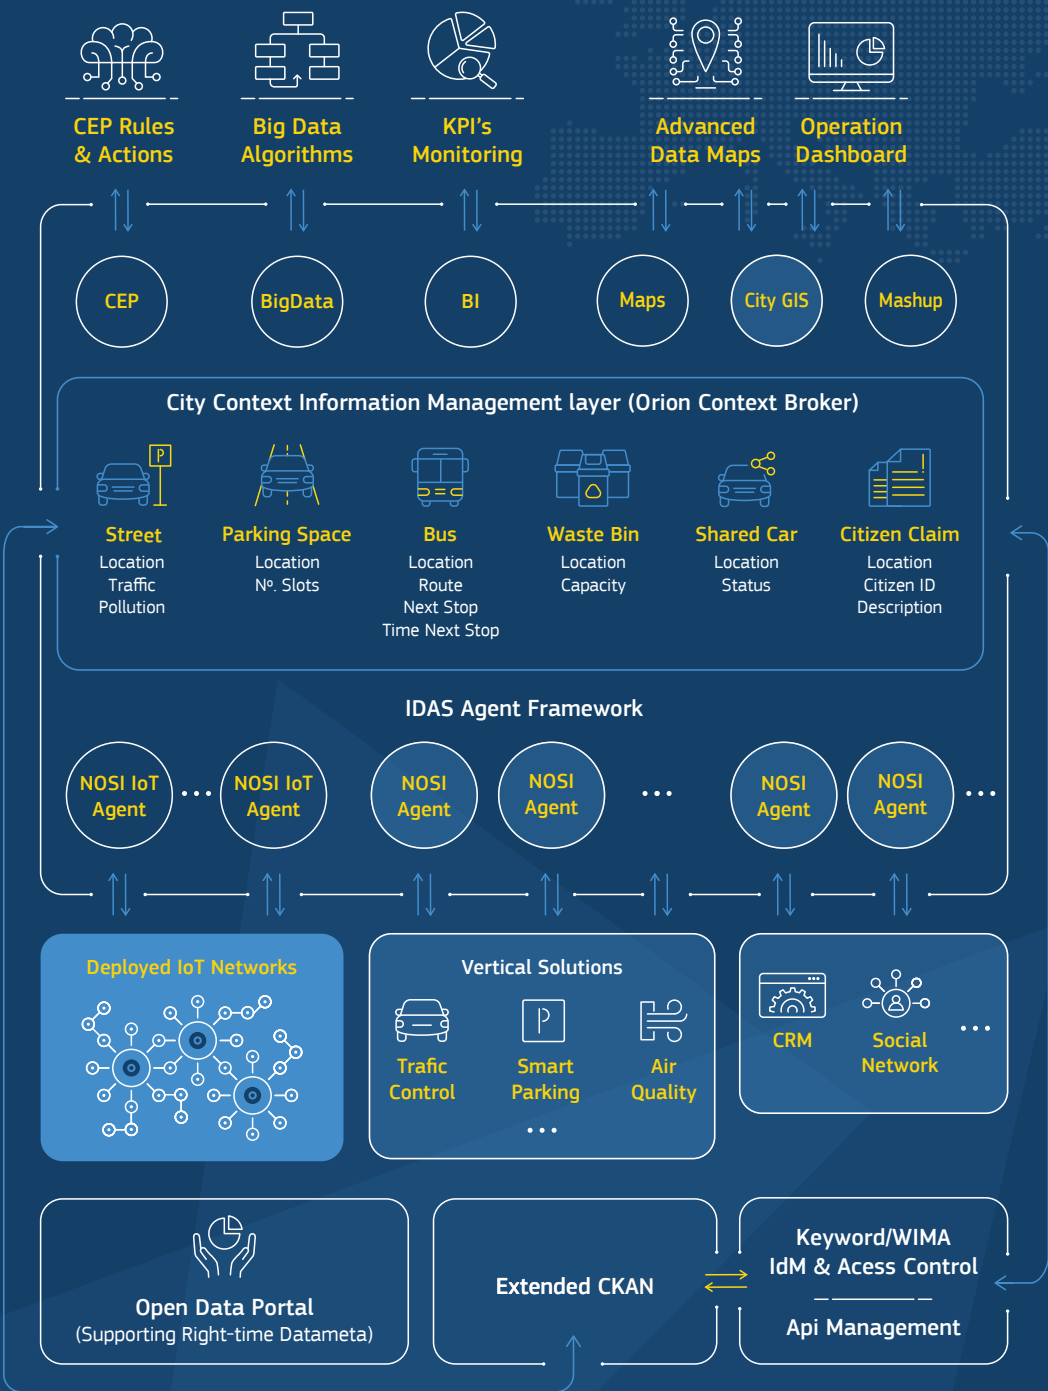 CEP Rules
& Actions
Big Data
Algorithms
KPI's
Monitoring
Advanced
Data Maps
Operation
Dashboard
CEP
BigData
BI
Maps
City GIS
Mashup
City Context Information Management layer (Orion Context Broker)
P
Street
Location
Traffic
Pollution
Parking Space
Location
Nº. Slots
Bus
Location
Route
Next Stop
Time Next Stop
Waste Bin
Location
Capacity
Shared Car
Location
Status
Citizen Claim
Location
Citizen ID
Description
IDAS Agent Framework
NOSI IoT
Agent
...
NOSI IoT
Agent
NOSI
Agent
NOSI
Agent
...
NOSI
Agent
NOSI
Agent
...
Deployed IoT Networks
Vertical Solutions
Trafic
Control
P
Smart
Parking
Air
Quality
...
CRM
Social
Network
...
Open Data Portal
(Supporting Right-time Datameta)
Extended CKAN
Keyword/WIMA
IdM & Acess Control
Api Management